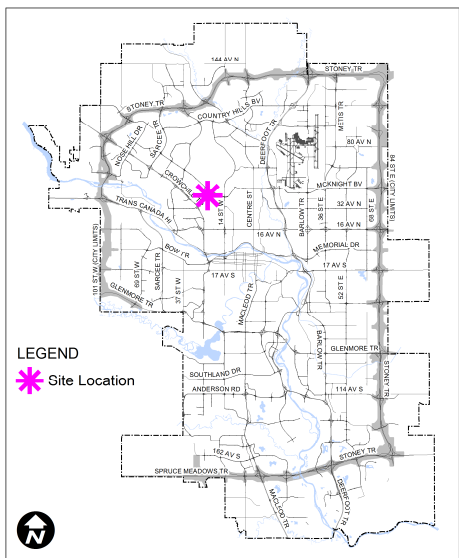 144 AV N
STONEY TR
STONEY TR
COUNTRY HILLS BV
METIS TR
DEERFOOT TR
SARCEE TR
NOSE HILL DR
80 AV N
84 ST E (CITY LIMITS)
CROWCHILD
MCKNIGHT BV
14 ST W
CENTRE ST
BARLOW TR
36 ST E
68 ST E
32 AV N
TRANS CANADA HI
16 AV N
16 AV N
101 ST W (CITY LIMITS)
BOW TR
MEMORIAL DR
69 ST W
SARCEE TR
37 ST W
17 AV S
17 AV S
52 ST E
GLENMORE TR
MACLEOD TR
BARLOW TR
GLENMORE TR
LEGEND
Site Location
SOUTHLAND DR
STONEY TR
ANDERSON RD
114 AV S
162 AV S
STONEY TR
SPRUCE MEADOWS TR
MACLEOD TR
DEERFOOT TR
N